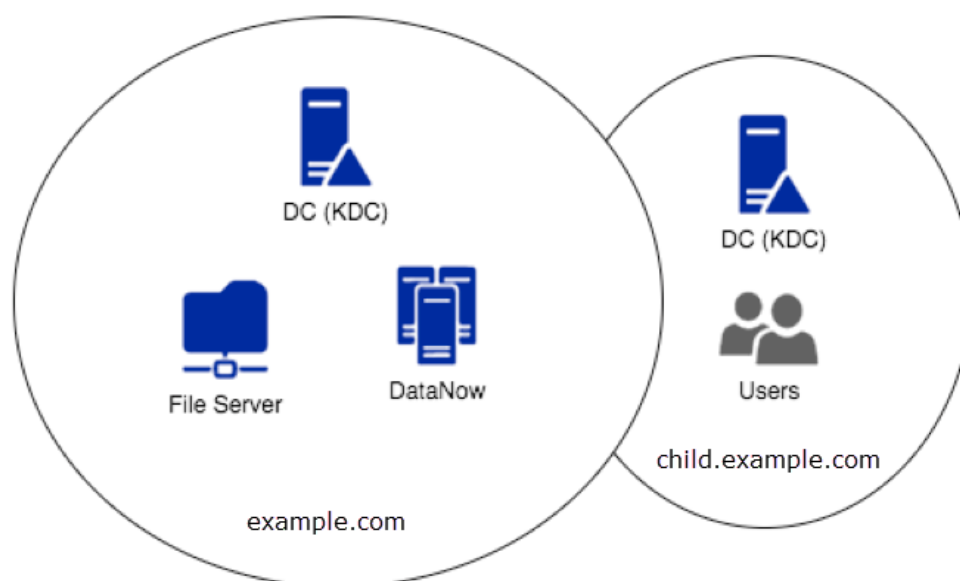 DC (KDC)
DC (KDC)
File Server
DataNow
Users
child.example.com
example.com